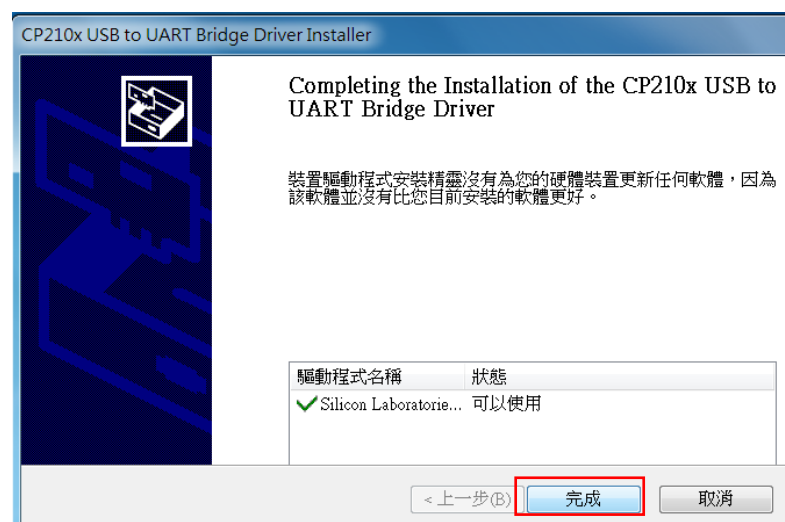 CP210x USB to UART Bridge Driver Installer
Completing the Installation of the CP210x USB to
UART Bridge Driver
裝置驅動程式安裝精靈沒有為您的硬體裝置更新任何軟體，因為
該軟體並沒有比您目前安裝的軟體更好。
驅動程式名稱 狀態
Silicon Laboratorie... 可以使用
< 上一步(B) 完成 取消